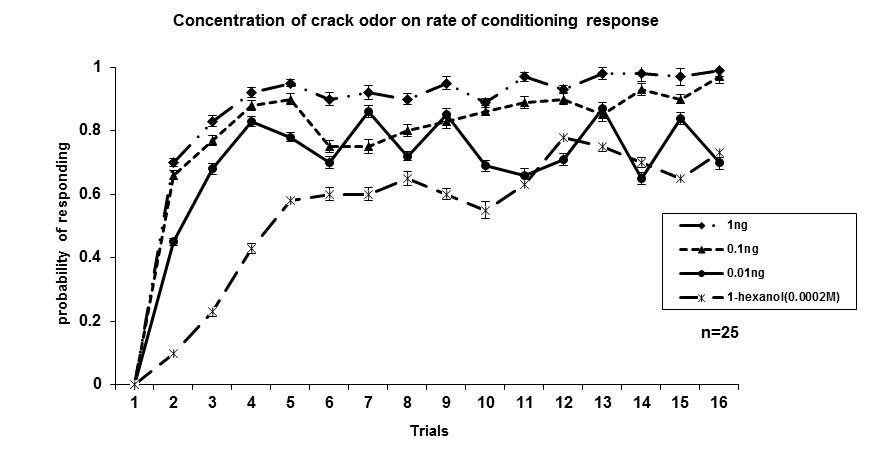 Concentration of crack odor on rate of conditioning response
probability of responding
1
0.8
0.6
0.4
0.2
0
1 2 3 4 5 6 7 8 9 10 11 12 13 14 15 16
Trials
1ng
0.1ng
0.01ng
1-hexanol(0.0002M)
n=25